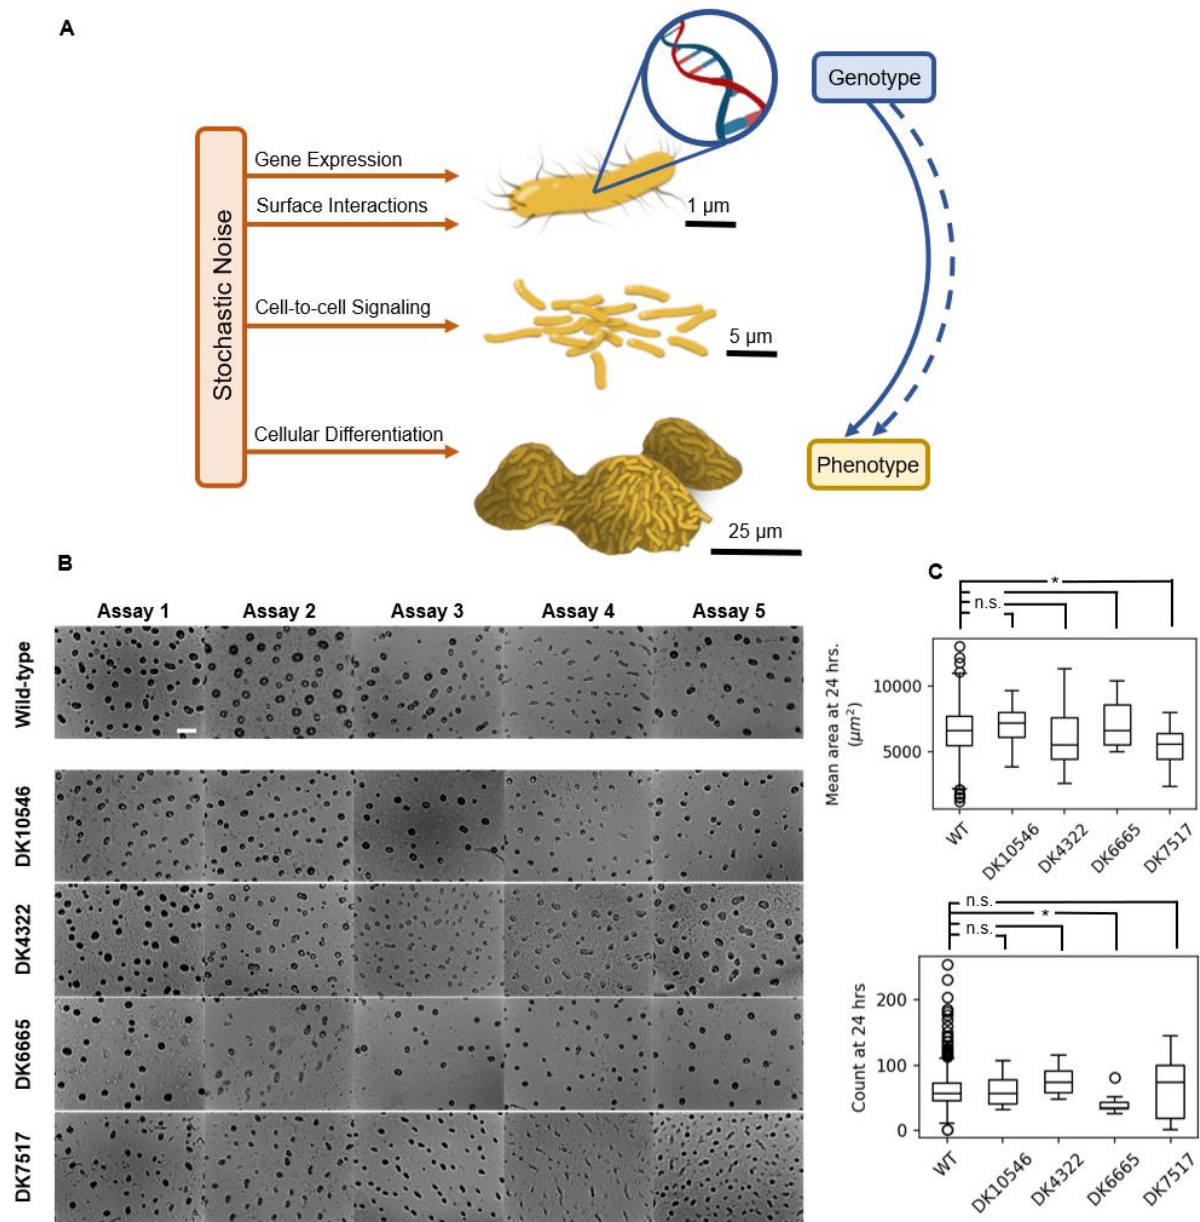 A
Genotype
Gene Expression
Surface Interactions
1 µm
Stochastic Noise
Cell-to-cell Signaling
5 µm
Cellular Differentiation
Phenotype
25 µm
B
Assay 1 Assay 2 Assay 3 Assay 4 Assay 5
Wild-type
DK10546
DK4322
DK6665
DK7517
C
*
n.s.
10000
5000
Mean area at 24 hrs.
(µm²)
WT DK10546 DK4322 DK6665 DK7517
n.s.
*
n.s.
200
100
0
Count at 24 hrs
WT DK10546 DK4322 DK6665 DK7517